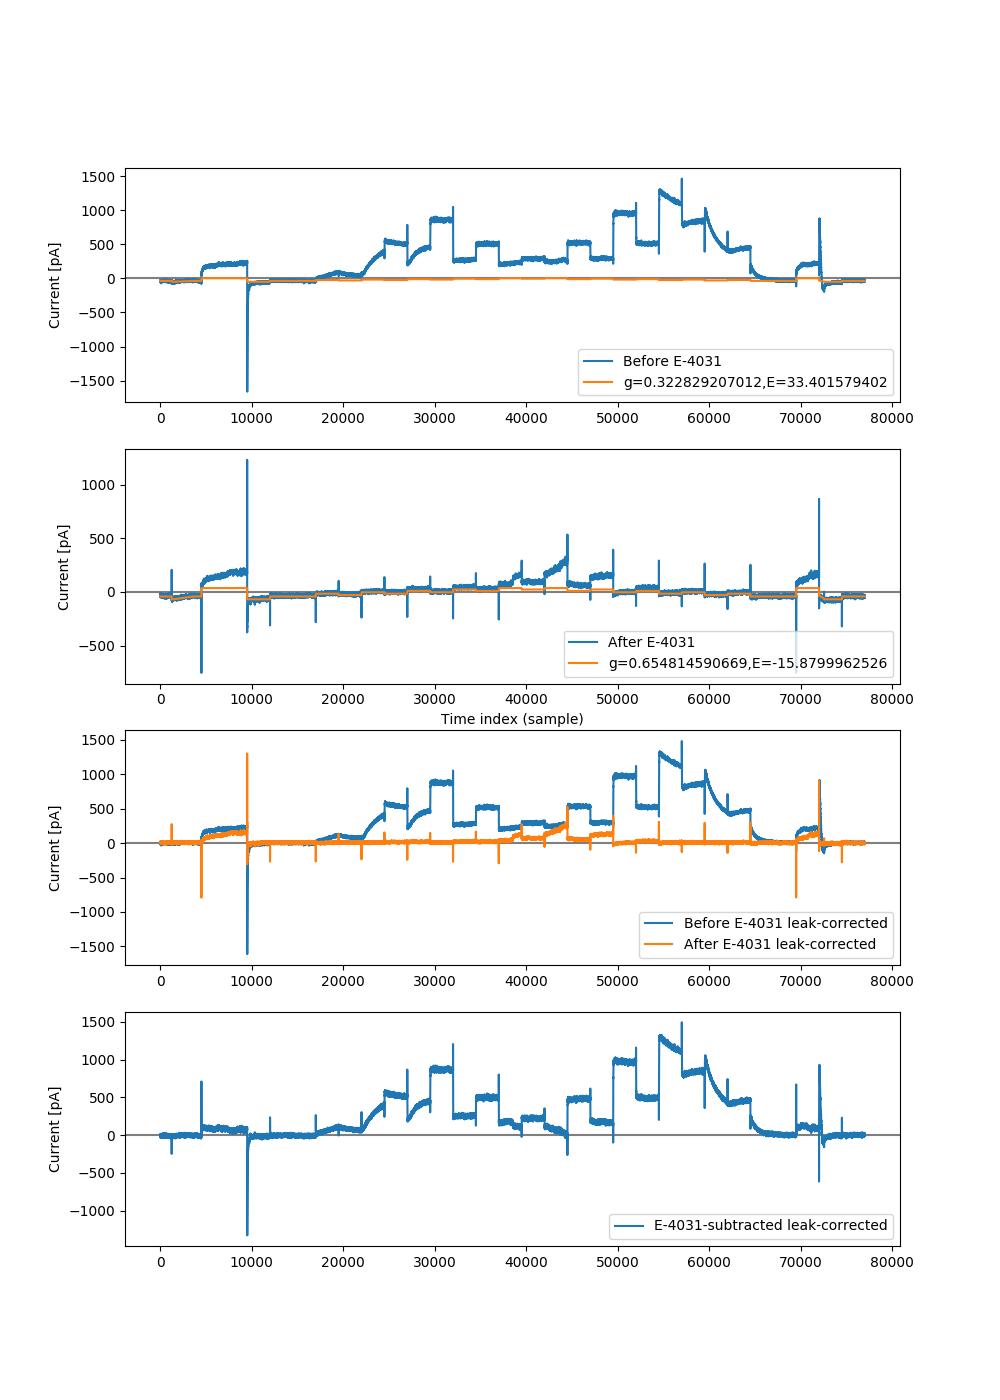 1500
1000
500
0
−500
−1000
−1500
Current [pA]
Before E-4031
g=0.322829207012,E=33.401579402
0 10000 20000 30000 40000 50000 60000 70000 80000
1000
500
0
−500
Current [pA]
After E-4031
g=0.654814590669,E=-15.8799962526
0 10000 20000 30000 40000 50000 60000 70000 80000
Time index (sample)
1500
1000
500
0
−500
−1000
−1500
Current [pA]
Before E-4031 leak-corrected
After E-4031 leak-corrected
0 10000 20000 30000 40000 50000 60000 70000 80000
1500
1000
500
0
−500
−1000
Current [pA]
E-4031-subtracted leak-corrected
0 10000 20000 30000 40000 50000 60000 70000 80000